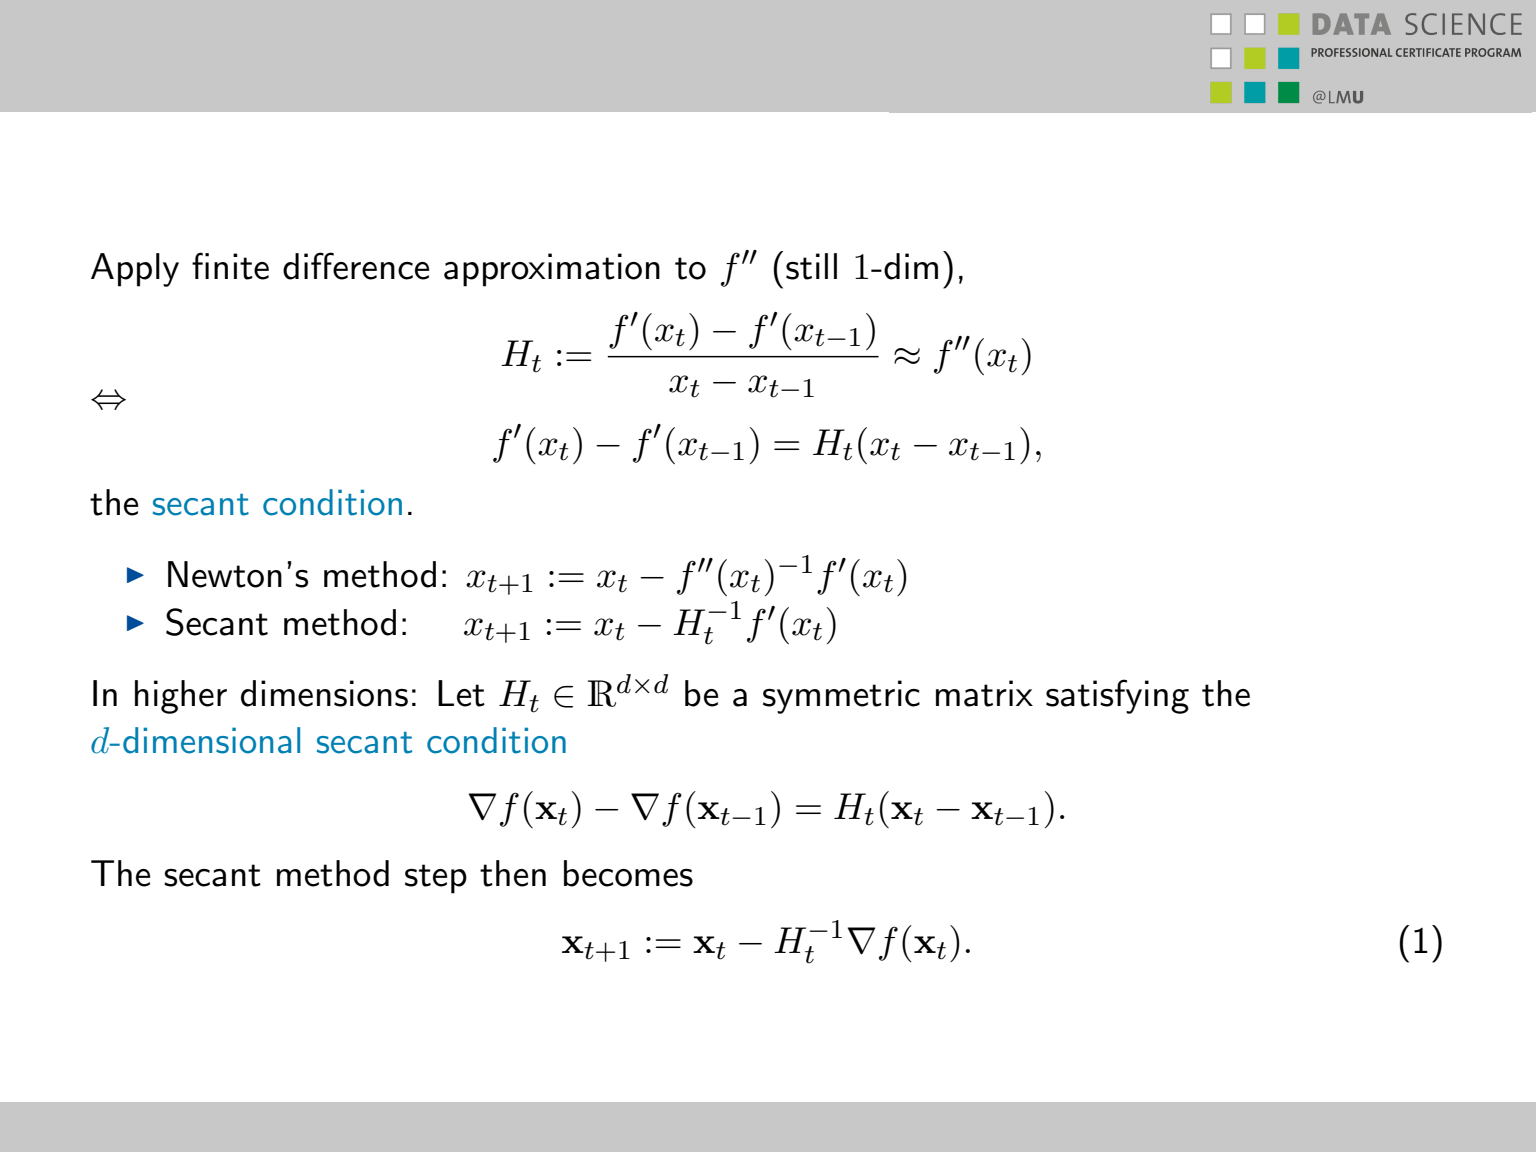 DATA SCIENCE
PROFESSIONAL CERTIFICATE PROGRAM
@LMU
Apply finite difference approximation to f″ (still 1-dim),
H_t := \frac{f′(x_t) − f′(x_{t−1})}{x_t − x_{t−1}} ≈ f″(x_t)
⇔
f′(x_t) − f′(x_{t−1}) = H_t(x_t − x_{t−1}),
the secant condition.
▶ Newton's method: x_{t+1} := x_t − f″(x_t)^{−1} f′(x_t)
▶ Secant method: x_{t+1} := x_t − H_t^{−1} f′(x_t)
In higher dimensions: Let H_t ∈ ℝ^{d×d} be a symmetric matrix satisfying the
d-dimensional secant condition
∇f(𝐱_t) − ∇f(𝐱_{t−1}) = H_t(𝐱_t − 𝐱_{t−1}).
The secant method step then becomes
𝐱_{t+1} := 𝐱_t − H_t^{−1} ∇f(𝐱_t). (1)